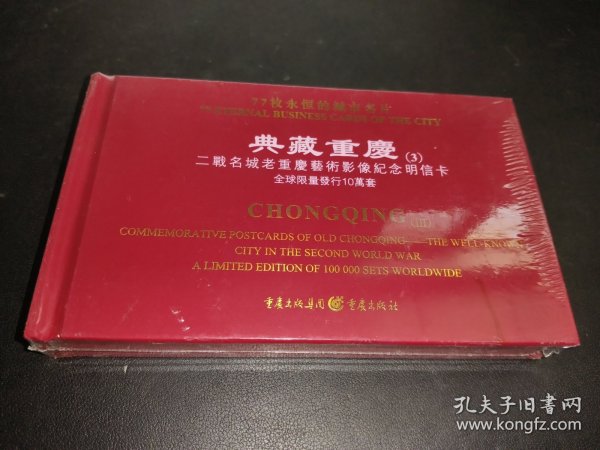 77枚永恒的城市名片
77 ETERNAL BUSINESS CARDS OF THE CITY
典藏重慶(3)
二戰名城老重慶藝術影像紀念明信卡
全球限量發行10萬套
CHONGQING (III)
COMMEMORATIVE POSTCARDS OF OLD CHONGQING——THE WELL-KNOWN
CITY IN THE SECOND WORLD WAR
A LIMITED EDITION OF 100 000 SETS WORLDWIDE
重庆出版集团 重庆出版社
孔夫子旧书网
www.kongfz.com